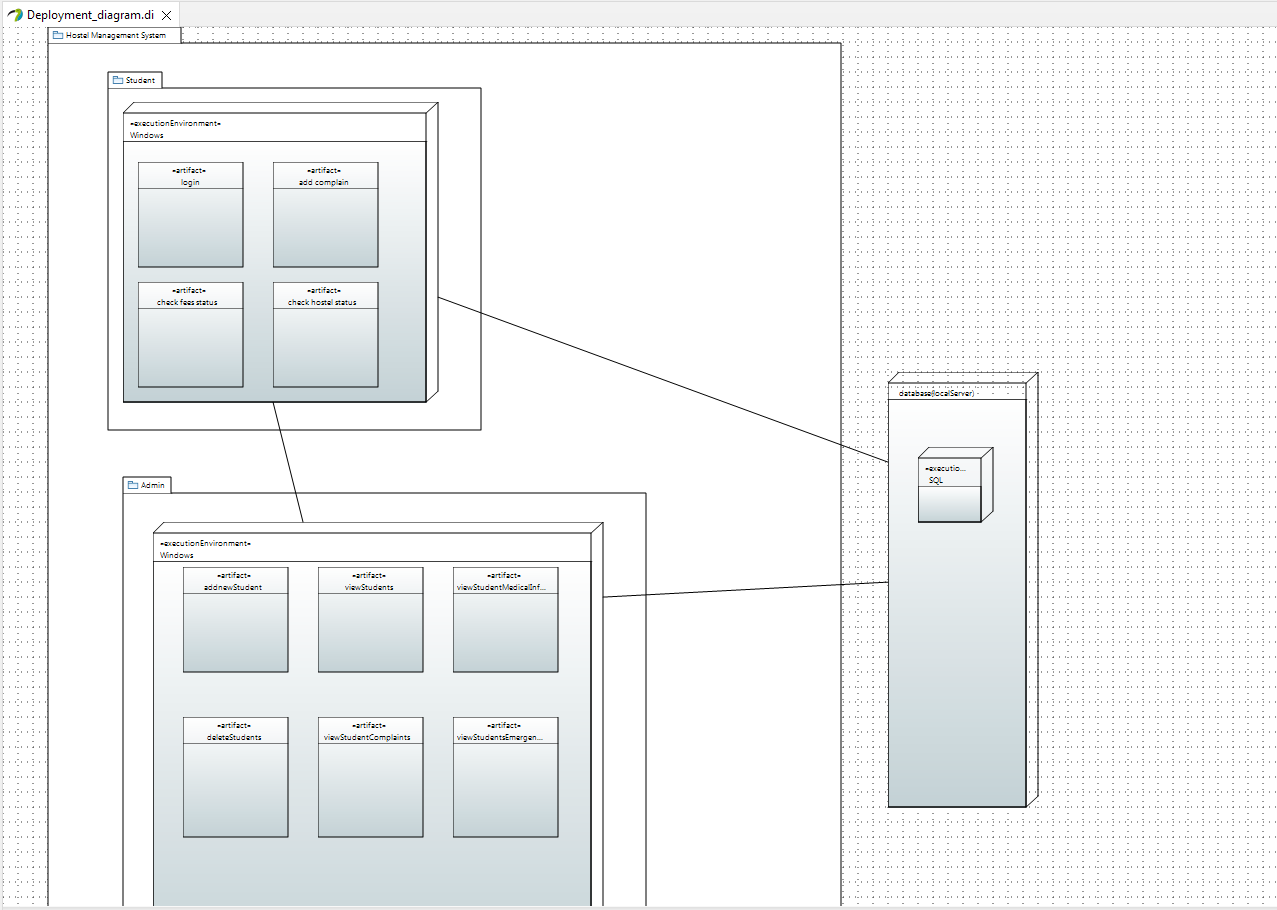 Deployment_diagram.di
Hostel Management System
Student
«executionEnvironment»
Windows
«artifact»
login
«artifact»
add complain
«artifact»
check fees status
«artifact»
check hostel status
database(localServer)
«executio...
SQL
Admin
«executionEnvironment»
Windows
«artifact»
addnewStudent
«artifact»
viewStudents
«artifact»
viewStudentMedicalInf...
«artifact»
deleteStudents
«artifact»
viewStudentComplaints
«artifact»
viewStudentsEmergen...